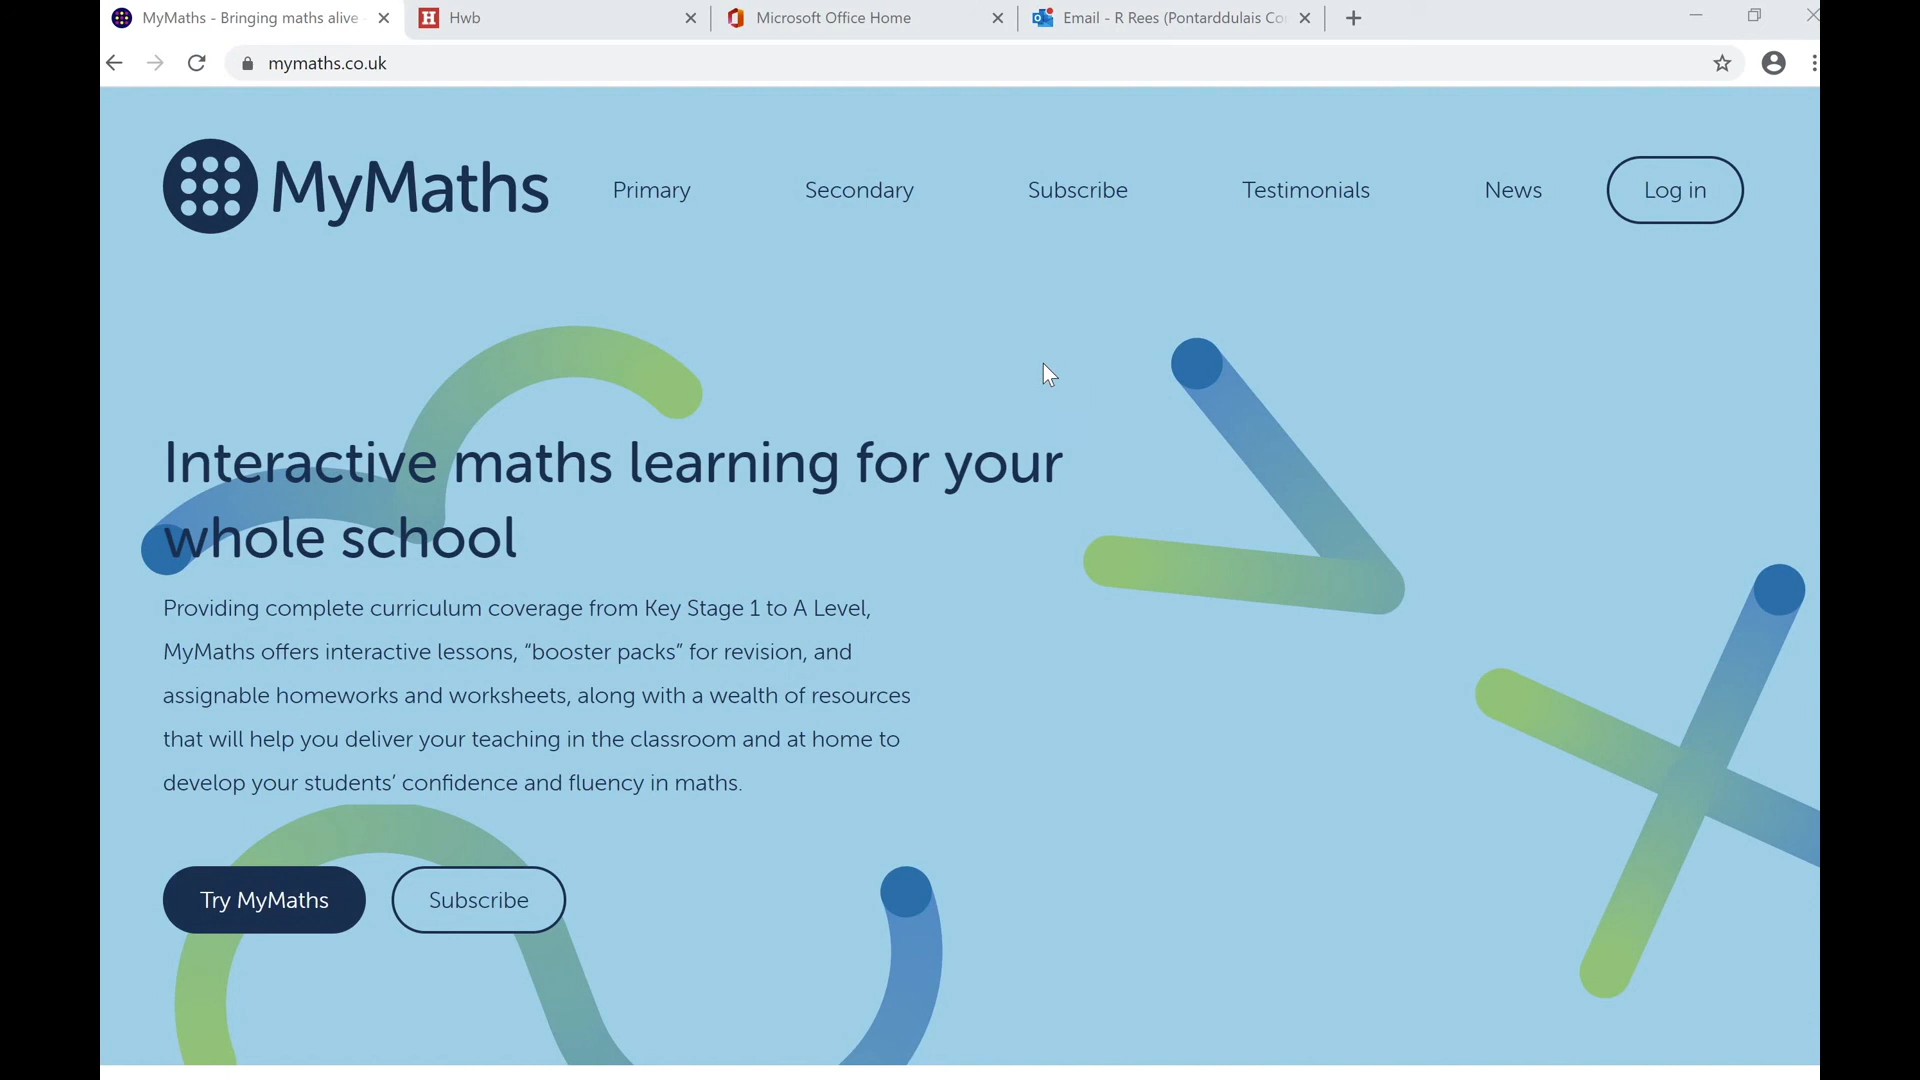 MyMaths - Bringing maths alive -
Hwb
Microsoft Office Home
Email - R Rees (Pontarddulais Co
mymaths.co.uk
MyMaths
Primary
Secondary
Subscribe
Testimonials
News
Log in
Interactive maths learning for your
whole school
Providing complete curriculum coverage from Key Stage 1 to A Level,
MyMaths offers interactive lessons, “booster packs” for revision, and
assignable homeworks and worksheets, along with a wealth of resources
that will help you deliver your teaching in the classroom and at home to
develop your students’ confidence and fluency in maths.
Try MyMaths
Subscribe